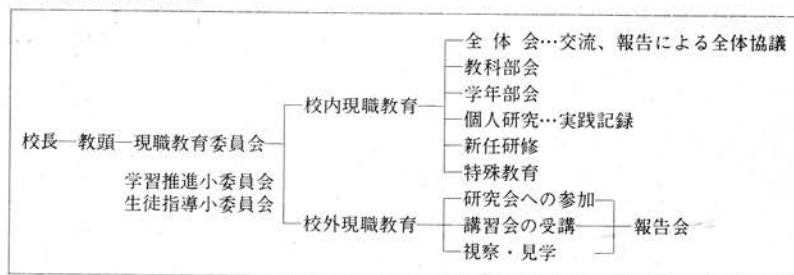 全体会…交流、報告による全体協議
教科部会
学年部会
校内現職教育
個人研究…実践記録
校長―教頭―現職教育委員会
新任研修
学習推進小委員会
特殊教育
生徒指導小委員会
研究会への参加
校外現職教育
講習会の受講
報告会
視察・見学